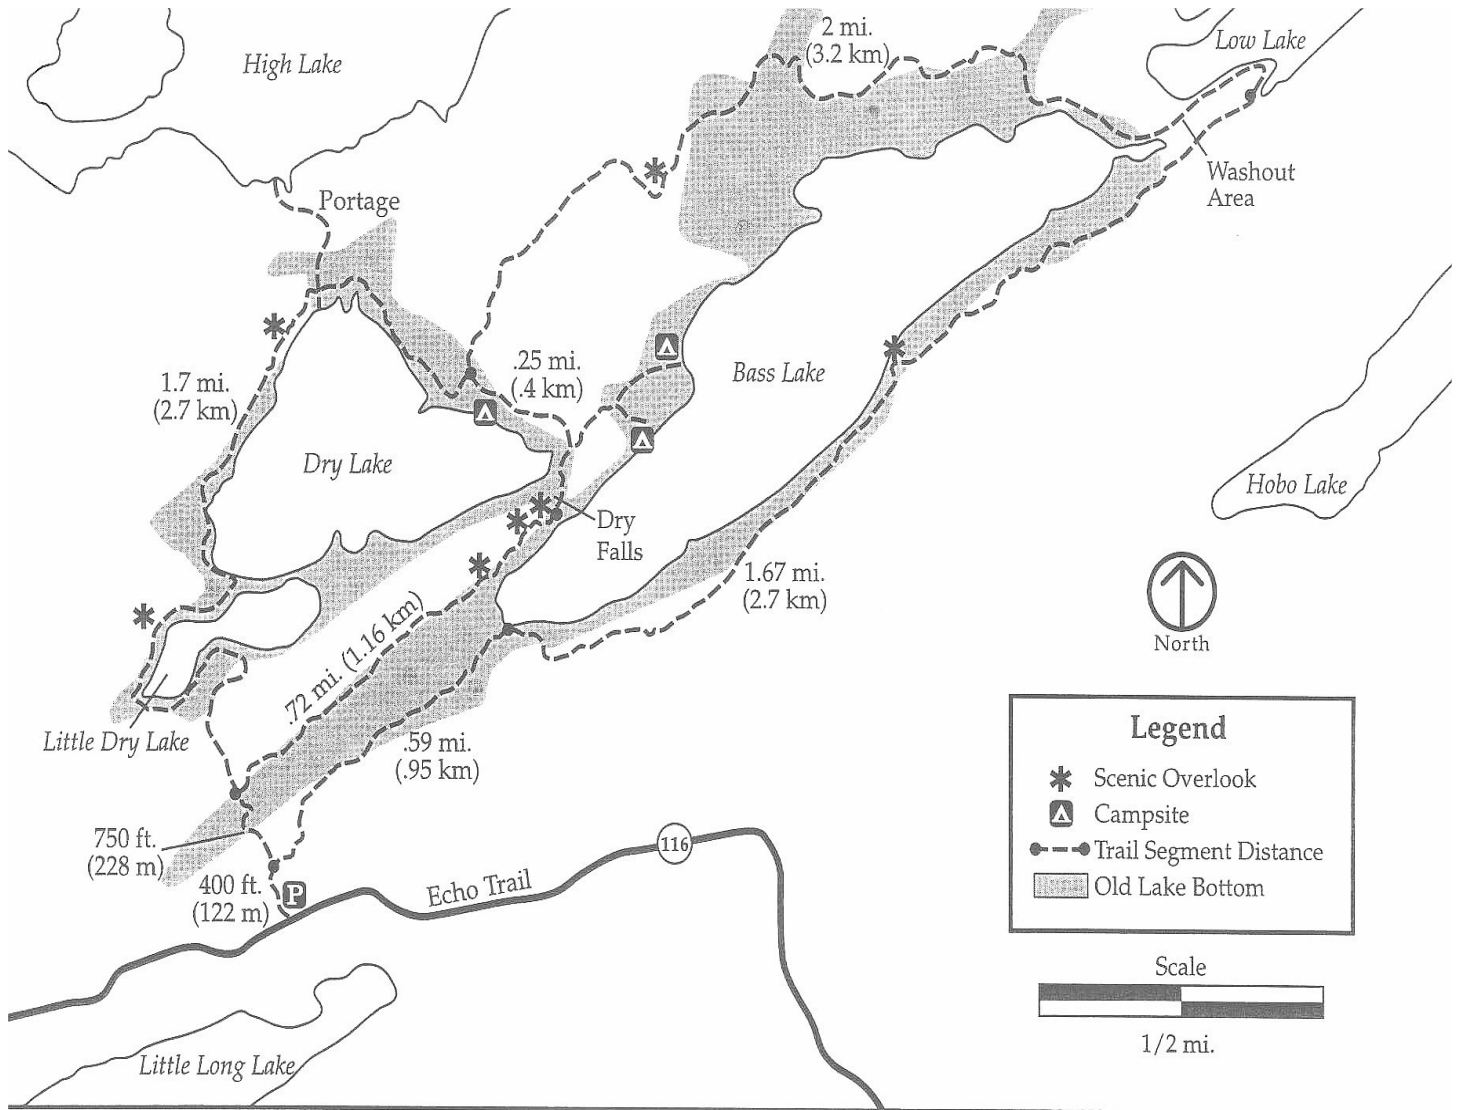 2 mi.
(3.2 km)
Low Lake
High Lake
Washout
Area
Portage
.25 mi.
(.4 km)
1.7 mi.
(2.7 km)
Bass Lake
Dry Lake
Hobo Lake
Dry
Falls
1.67 mi.
(2.7 km)
.72 mi. (1.16 km)
North
Little Dry Lake
.59 mi.
(.95 km)
Legend
Scenic Overlook
Campsite
Trail Segment Distance
Old Lake Bottom
750 ft.
(228 m)
116
400 ft.
(122 m)
P
Echo Trail
Scale
1/2 mi.
Little Long Lake